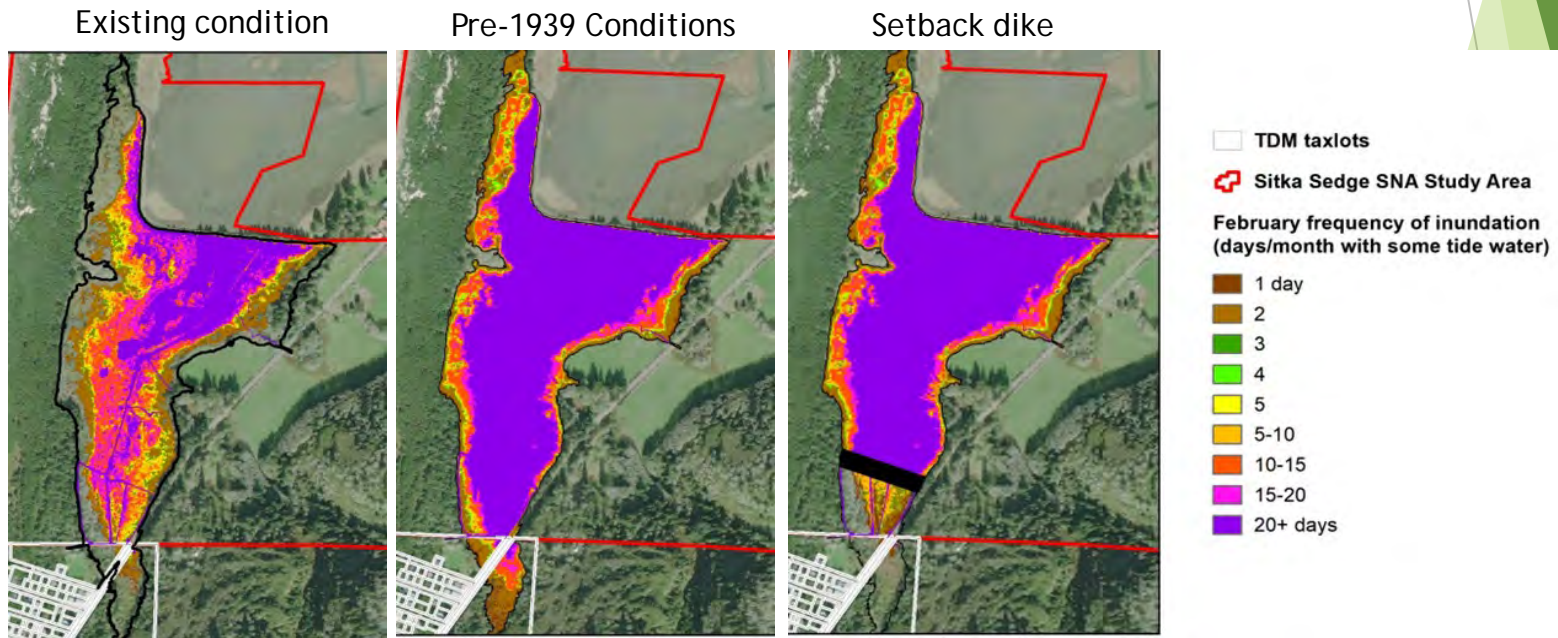 Existing condition
Pre-1939 Conditions
Setback dike
TDM taxlots
Sitka Sedge SNA Study Area
February frequency of inundation
(days/month with some tide water)
1 day
2
3
4
5
5-10
10-15
15-20
20+ days